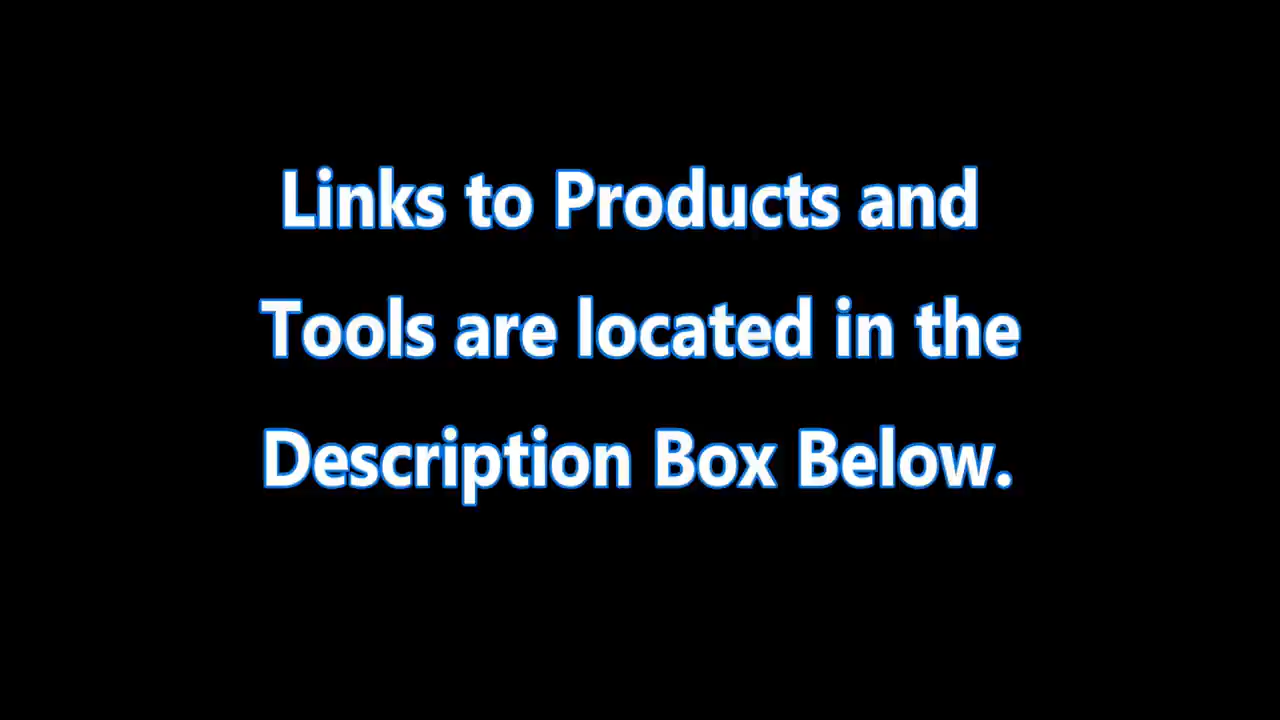 Links to Products and
Tools are located in the
Description Box Below.